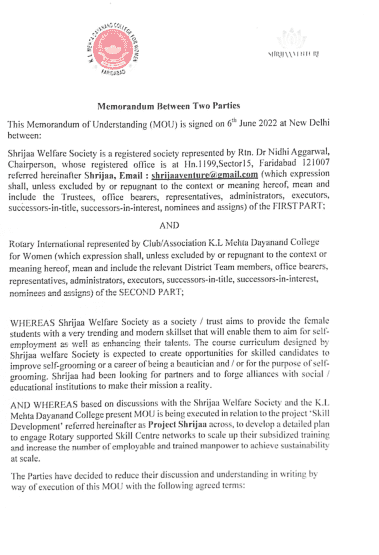 K. L. MEHTA DAYANAND COLLEGE FOR WOMEN
FARIDABAD
SHRIJAA VENTURE
Memorandum Between Two Parties
This Memorandum of Understanding (MOU) is signed on 6th June 2022 at New Delhi
between:
Shrijaa Welfare Society is a registered society represented by Rtn. Dr Nidhi Aggarwal,
Chairperson, whose registered office is at Hn.1199,Sector15, Faridabad 121007
referred hereinafter Shrijaa, Email : shrijaaventure@gmail.com (which expression
shall, unless excluded by or repugnant to the context or meaning hereof, mean and
include the Trustees, office bearers, representatives, administrators, executors,
successors-in-title, successors-in-interest, nominees and assigns) of the FIRST PART;
AND
Rotary International represented by Club/Association K.L Mehta Dayanand College
for Women (which expression shall, unless excluded by or repugnant to the context or
meaning hereof, mean and include the relevant District Team members, office bearers,
representatives, administrators, executors, successors-in-title, successors-in-interest,
nominees and assigns) of the SECOND PART;
WHEREAS Shrijaa Welfare Society as a society / trust aims to provide the female
students with a very trending and modern skillset that will enable them to aim for self-
employment as well as enhancing their talents. The course curriculum designed by
Shrijaa welfare Society is expected to create opportunities for skilled candidates to
improve self-grooming or a career of being a beautician and / or for the purpose of self-
grooming. Shrijaa had been looking for partners and to forge alliances with social /
educational institutions to make their mission a reality.
AND WHEREAS based on discussions with the Shrijaa Welfare Society and the K.L
Mehta Dayanand College present MOU is being executed in relation to the project 'Skill
Development' referred hereinafter as Project Shrijaa across, to develop a detailed plan
to engage Rotary supported Skill Centre networks to scale up their subsidized training
and increase the number of employable and trained manpower to achieve sustainability
at scale.
The Parties have decided to reduce their discussion and understanding in writing by
way of execution of this MOU with the following agreed terms: